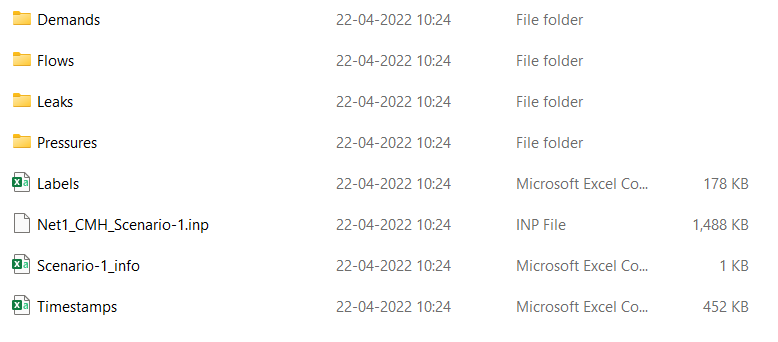 Demands 22-04-2022 10:24 File folder
Flows 22-04-2022 10:24 File folder
Leaks 22-04-2022 10:24 File folder
Pressures 22-04-2022 10:24 File folder
Labels 22-04-2022 10:24 Microsoft Excel Co... 178 KB
Net1_CMH_Scenario-1.inp 22-04-2022 10:24 INP File 1,488 KB
Scenario-1_info 22-04-2022 10:24 Microsoft Excel Co... 1 KB
Timestamps 22-04-2022 10:24 Microsoft Excel Co... 452 KB